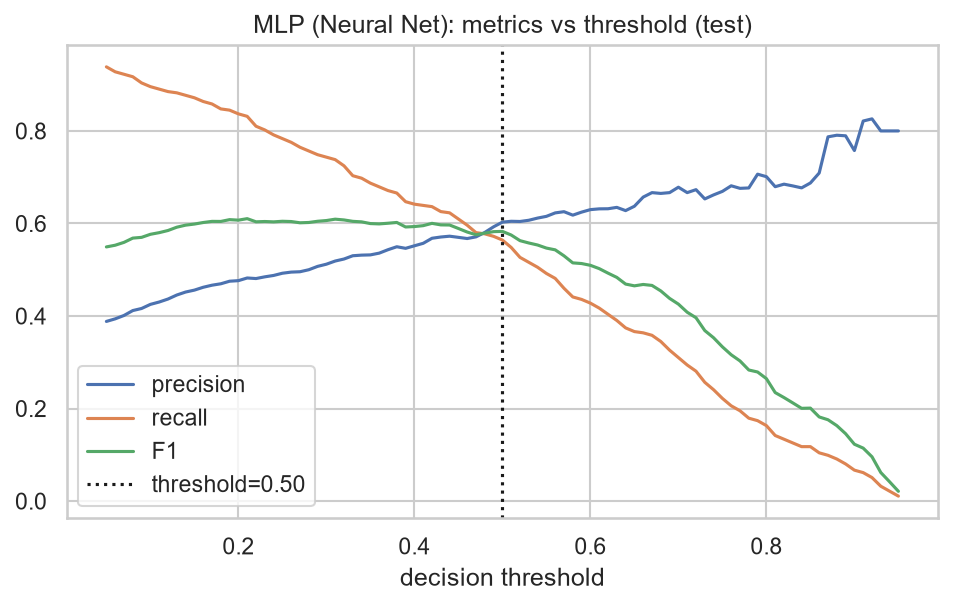 MLP (Neural Net): metrics vs threshold (test)
0.8
0.6
0.4
0.2
0.0
precision
recall
F1
threshold=0.50
0.2 0.4 0.6 0.8
decision threshold